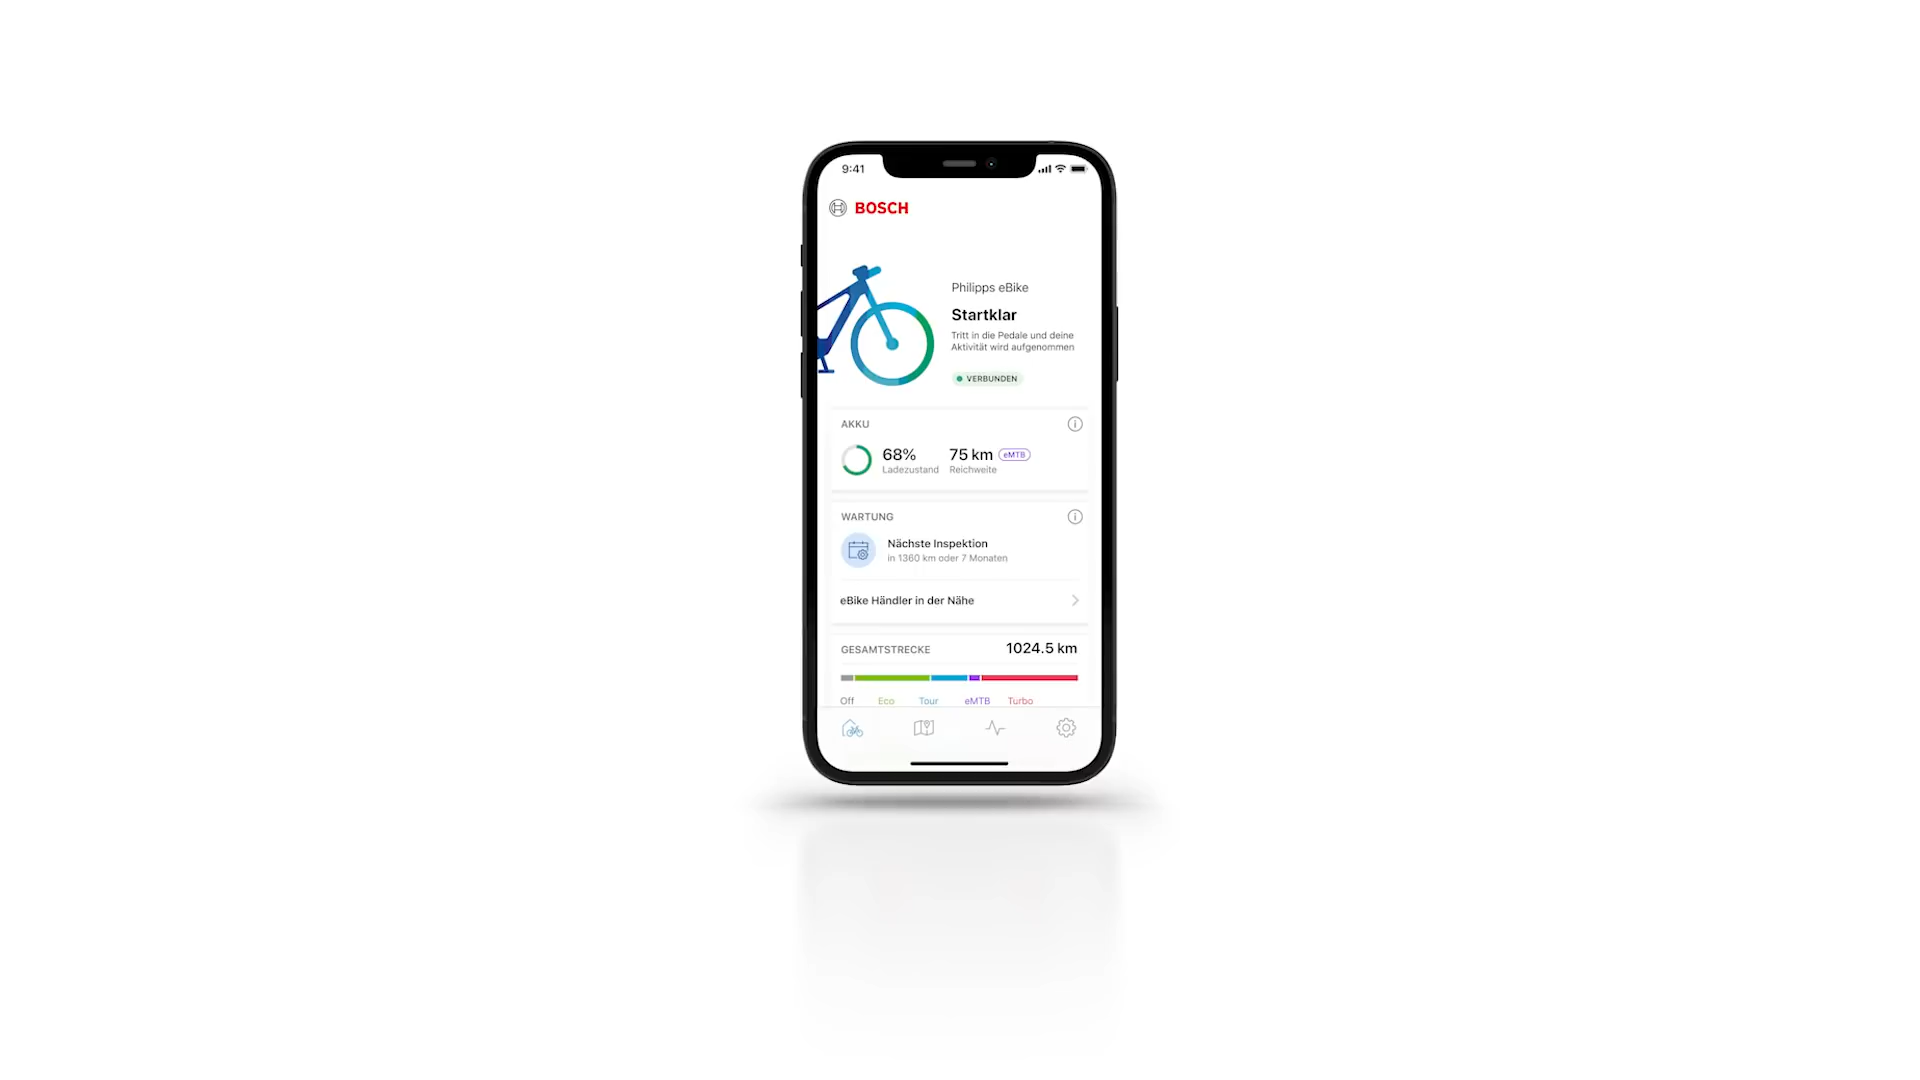 9:41
BOSCH
Philipps eBike
Startklar
Tritt in die Pedale und deine
Aktivität wird aufgenommen
VERBUNDEN
AKKU
68% 75 km eMTB
Ladezustand Reichweite
WARTUNG
Nächste Inspektion
in 1360 km oder 7 Monaten
eBike Händler in der Nähe
GESAMTSTRECKE 1024.5 km
Off Eco Tour eMTB Turbo